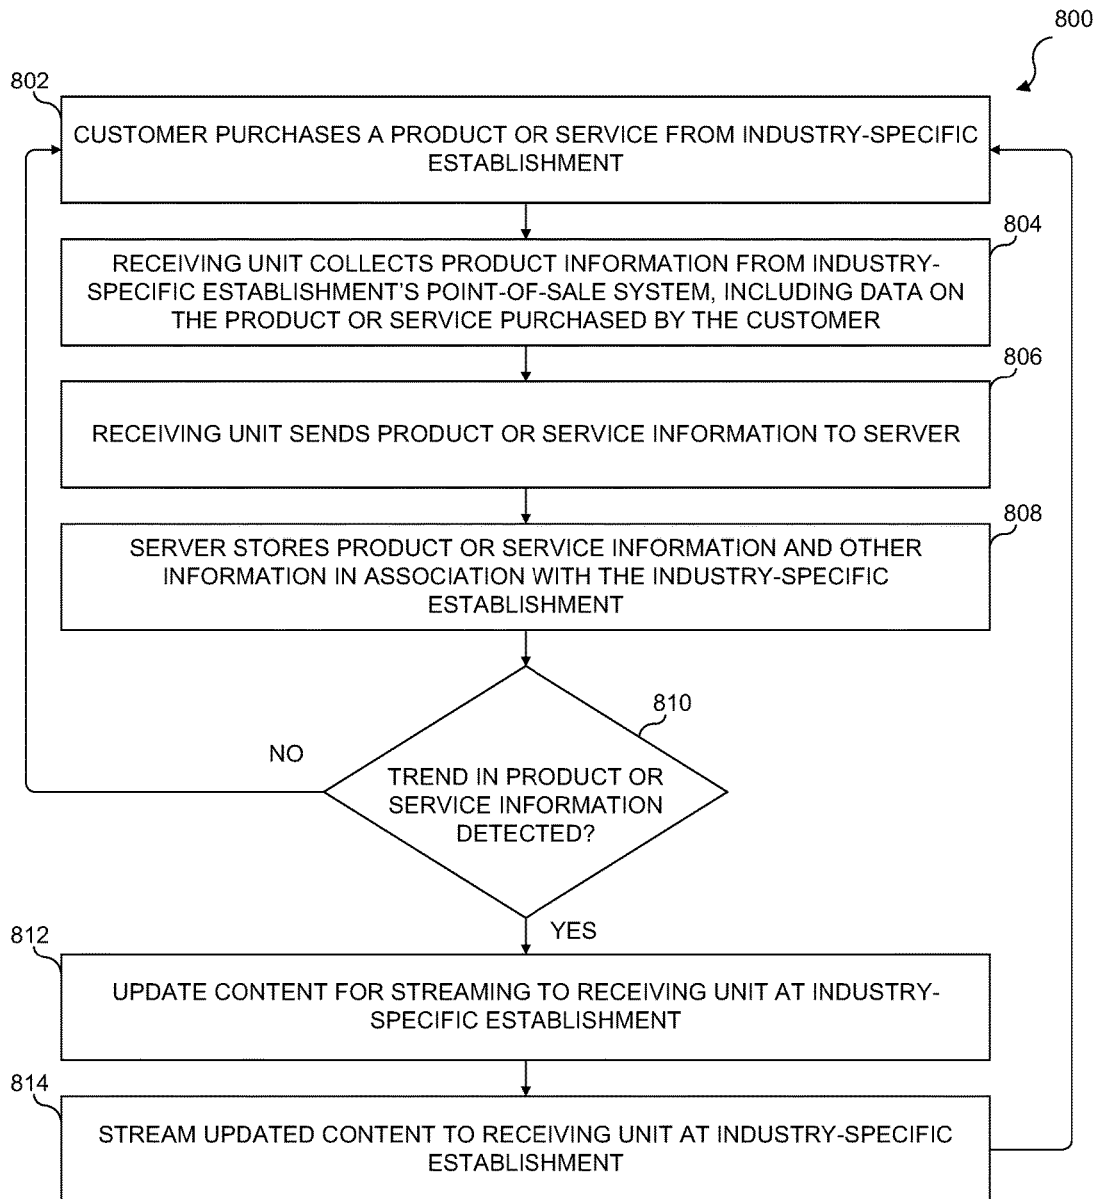 800
802
CUSTOMER PURCHASES A PRODUCT OR SERVICE FROM INDUSTRY-SPECIFIC
ESTABLISHMENT
804
RECEIVING UNIT COLLECTS PRODUCT INFORMATION FROM INDUSTRY-
SPECIFIC ESTABLISHMENT'S POINT-OF-SALE SYSTEM, INCLUDING DATA ON
THE PRODUCT OR SERVICE PURCHASED BY THE CUSTOMER
806
RECEIVING UNIT SENDS PRODUCT OR SERVICE INFORMATION TO SERVER
808
SERVER STORES PRODUCT OR SERVICE INFORMATION AND OTHER
INFORMATION IN ASSOCIATION WITH THE INDUSTRY-SPECIFIC
ESTABLISHMENT
810
NO
TREND IN PRODUCT OR
SERVICE INFORMATION
DETECTED?
YES
812
UPDATE CONTENT FOR STREAMING TO RECEIVING UNIT AT INDUSTRY-
SPECIFIC ESTABLISHMENT
814
STREAM UPDATED CONTENT TO RECEIVING UNIT AT INDUSTRY-SPECIFIC
ESTABLISHMENT